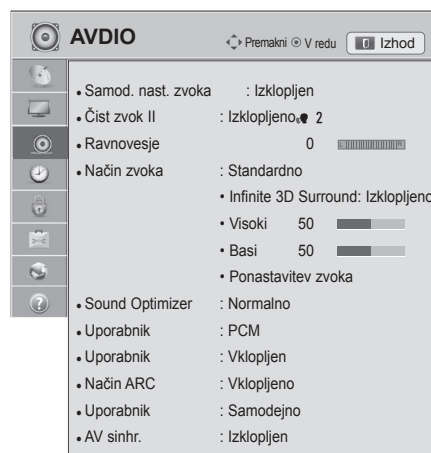 AVDIO
Premakni V redu Izhod
Samod. nast. zvoka : Izklopljen
Čist zvok II : Izklopljeno 2
Ravnovesje 0
Način zvoka : Standardno
• Infinite 3D Surround: Izklopljeno
• Visoki 50
• Basi 50
• Ponastavitev zvoka
Sound Optimizer : Normalno
Uporabnik : PCM
Uporabnik : Vklopljen
Način ARC : Vklopljeno
Uporabnik : Samodejno
AV sinhr. : Izklopljen